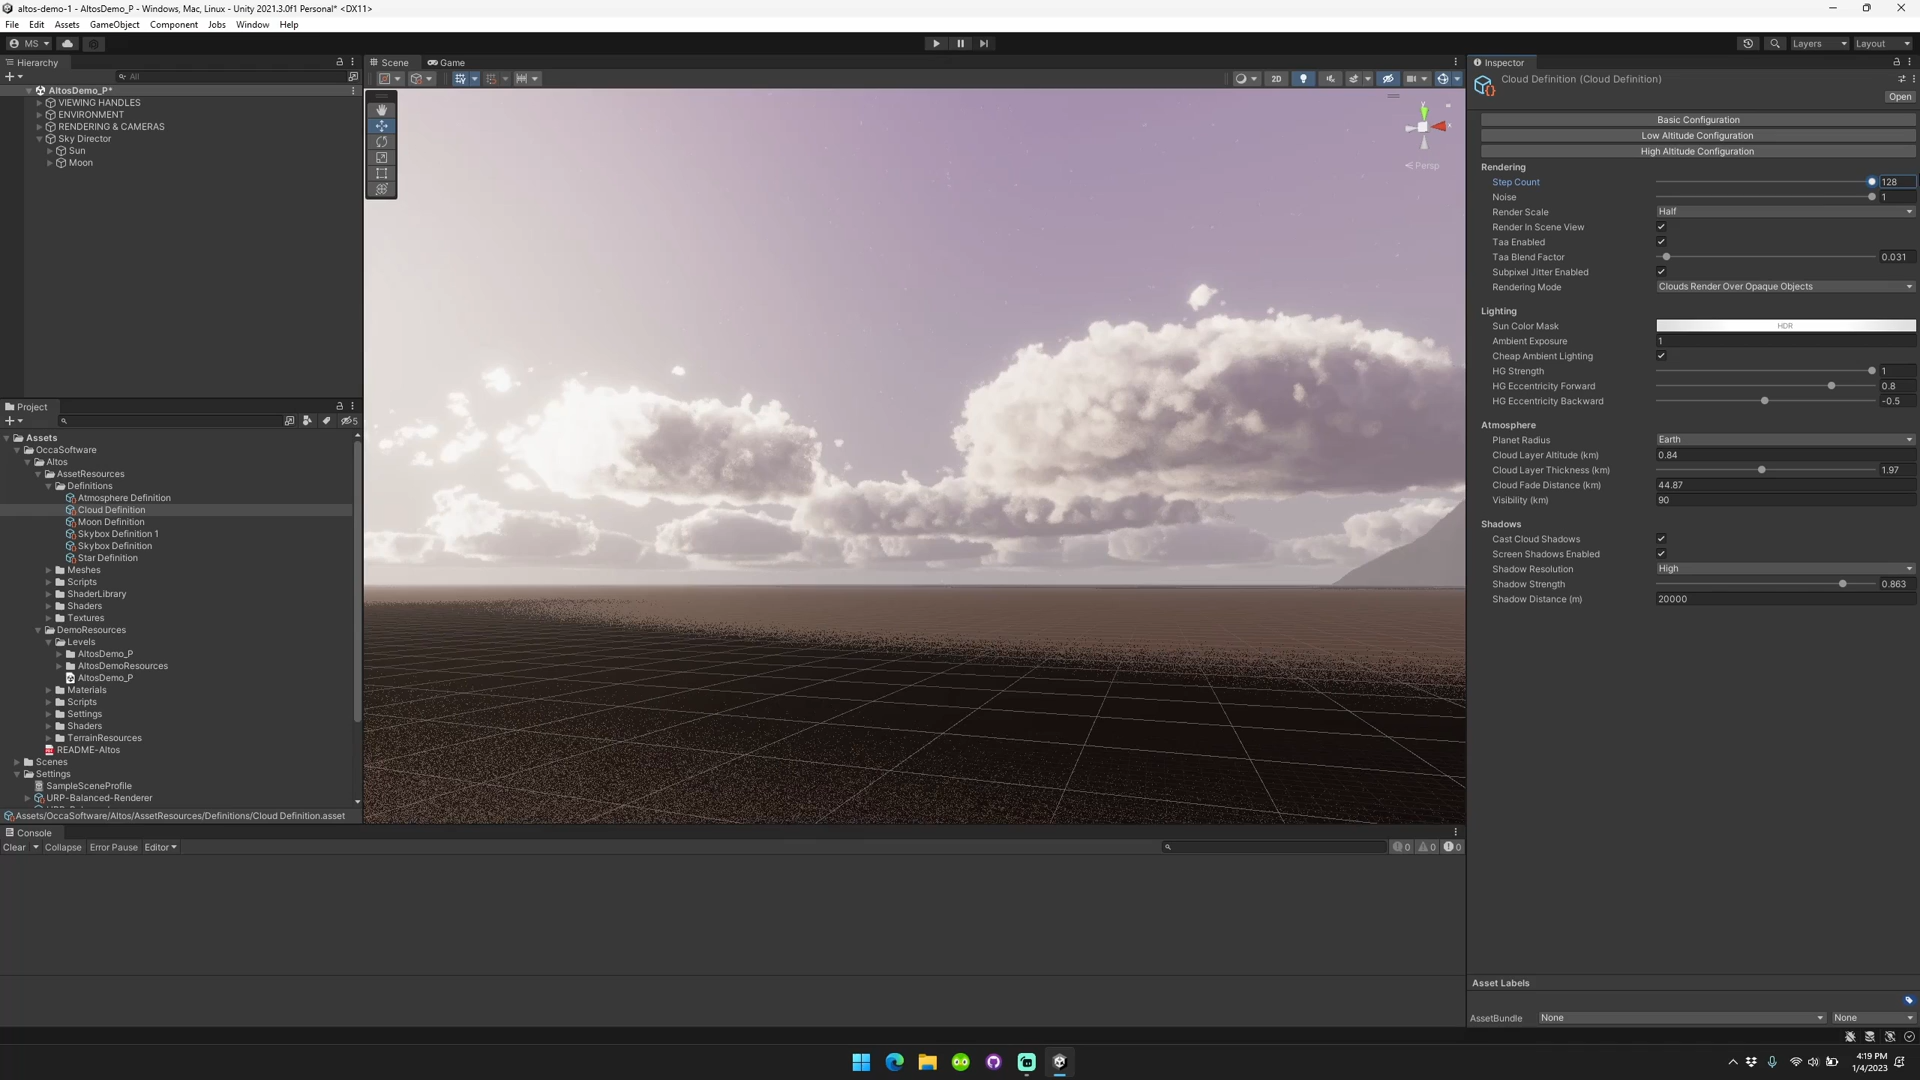 altos-demo-1 - AltosDemo_P - Windows, Mac, Linux - Unity 2021.3.0f1 Personal* <DX11>
File Edit Assets GameObject Component Jobs Window Help
MS
Layers Layout
Hierarchy
All
AltosDemo_P*
VIEWING HANDLES
ENVIRONMENT
RENDERING & CAMERAS
Sky Director
Sun
Moon
Project
5
Assets
OccaSoftware
Altos
AssetResources
Definitions
Atmosphere Definition
Cloud Definition
Moon Definition
Skybox Definition 1
Skybox Definition
Star Definition
Meshes
Scripts
ShaderLibrary
Shaders
Textures
DemoResources
Levels
AltosDemo_P
AltosDemoResources
AltosDemo_P
Materials
Scripts
Settings
Shaders
TerrainResources
README-Altos
Scenes
Settings
SampleSceneProfile
URP-Balanced-Renderer
Assets/OccaSoftware/Altos/AssetResources/Definitions/Cloud Definition.asset
Scene Game
2D
y
x
Persp
Console
Clear Collapse Error Pause Editor
0 0 0
Inspector
Cloud Definition (Cloud Definition)
Open
Basic Configuration
Low Altitude Configuration
High Altitude Configuration
Rendering
Step Count 128
Noise 1
Render Scale Half
Render In Scene View
Taa Enabled
Taa Blend Factor 0.031
Subpixel Jitter Enabled
Rendering Mode Clouds Render Over Opaque Objects
Lighting
Sun Color Mask HDR
Ambient Exposure 1
Cheap Ambient Lighting
HG Strength 1
HG Eccentricity Forward 0.8
HG Eccentricity Backward -0.5
Atmosphere
Planet Radius Earth
Cloud Layer Altitude (km) 0.84
Cloud Layer Thickness (km) 1.97
Cloud Fade Distance (km) 44.87
Visibility (km) 90
Shadows
Cast Cloud Shadows
Screen Shadows Enabled
Shadow Resolution High
Shadow Strength 0.863
Shadow Distance (m) 20000
Asset Labels
AssetBundle None None
4:19 PM
1/4/2023